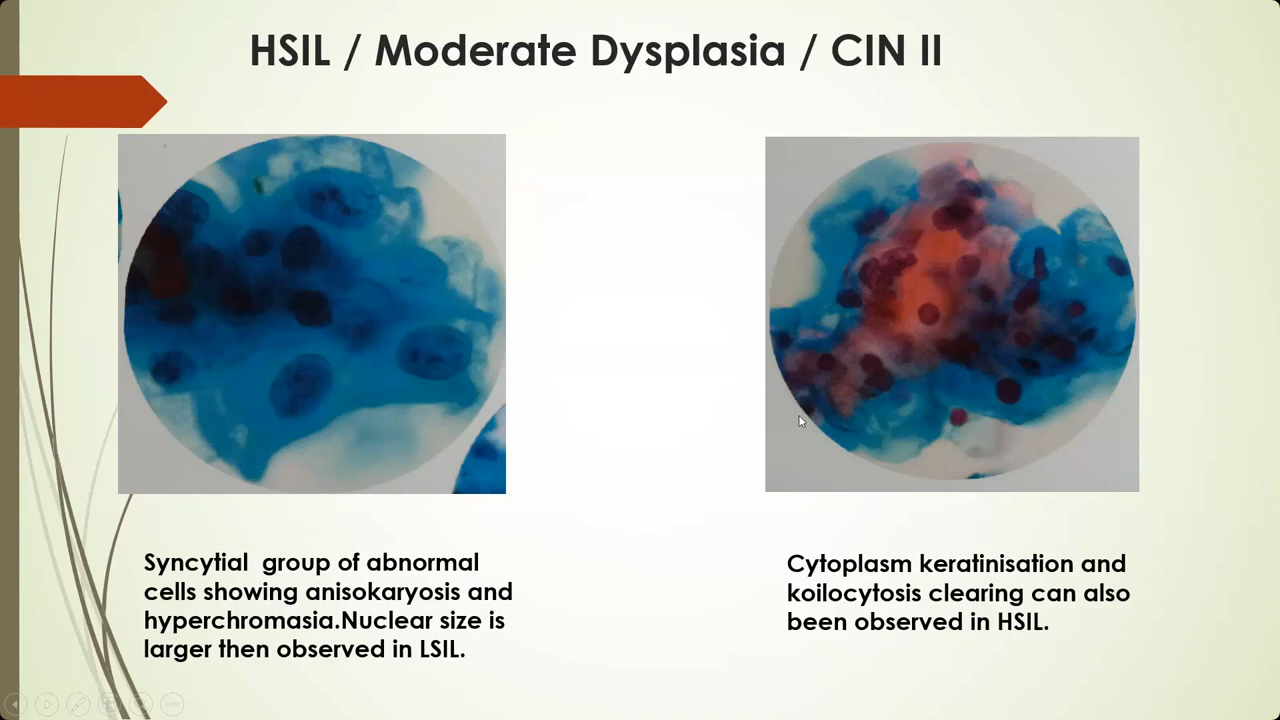 HSIL / Moderate Dysplasia / CIN II
Syncytial group of abnormal
cells showing anisokaryosis and
hyperchromasia.Nuclear size is
larger then observed in LSIL.
Cytoplasm keratinisation and
koilocytosis clearing can also
been observed in HSIL.